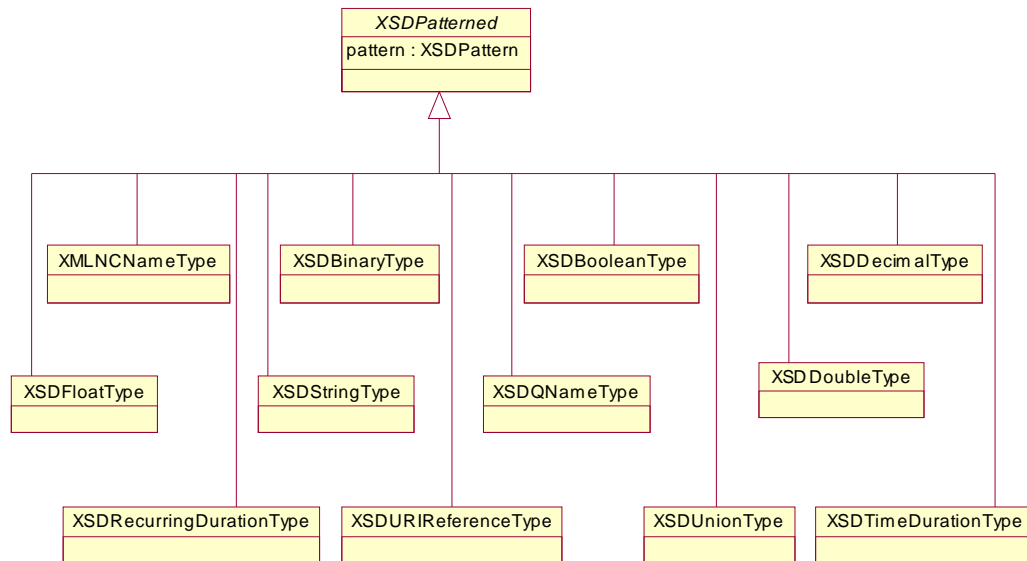 XSDPatterned
pattern : XSDPattern
XMLNCNameType
XSDBinaryType
XSDBooleanType
XSDDecimalType
XSDFloatType
XSDStringType
XSDQNameType
XSDDoubleType
XSDRecurringDurationType
XSDURIReferenceType
XSDUnionType
XSDTimeDurationType